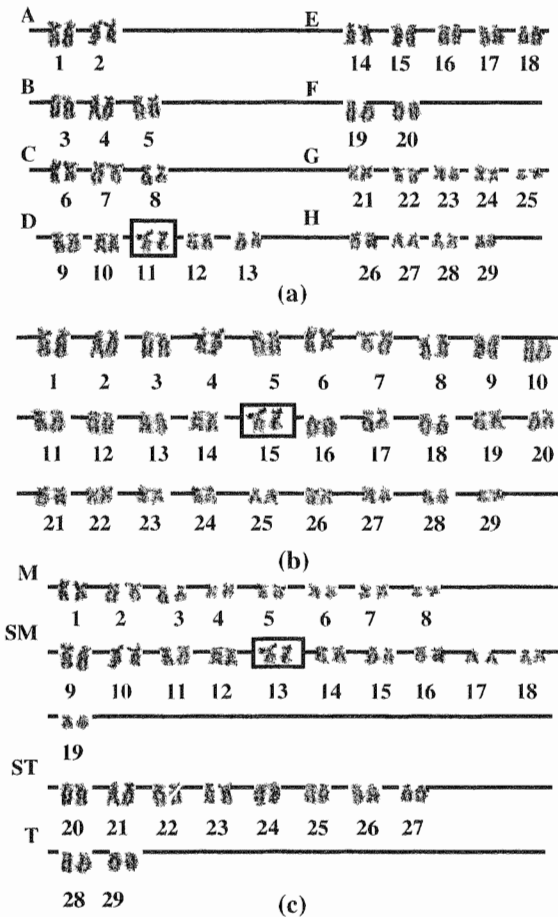 A E
1 2 14 15 16 17 18
B F
3 4 5 19 20
C G
6 7 8 21 22 23 24 25
D H
9 10 11 12 13 26 27 28 29
(a)
1 2 3 4 5 6 7 8 9 10
11 12 13 14 15 16 17 18 19 20
21 22 23 24 25 26 27 28 29
(b)
M
1 2 3 4 5 6 7 8
SM
9 10 11 12 13 14 15 16 17 18
19
ST
20 21 22 23 24 25 26 27
T
28 29
(c)